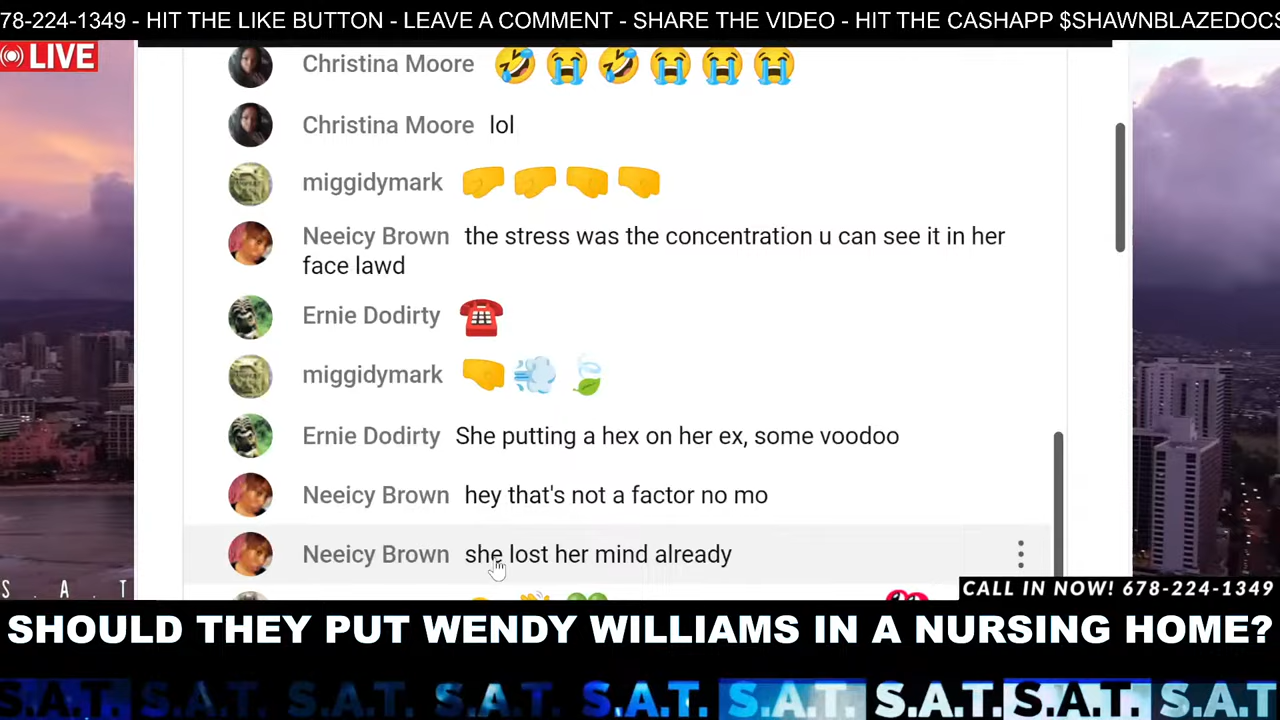 78-224-1349 - HIT THE LIKE BUTTON - LEAVE A COMMENT - SHARE THE VIDEO - HIT THE CASHAPP $SHAWNBLAZEDOCS
LIVE
Christina Moore 🤣😭🤣😭😭😭
Christina Moore lol
miggidymark 🤛🤛🤛🤛
Neeicy Brown the stress was the concentration u can see it in her
face lawd
Ernie Dodirty ☎️
miggidymark 🤛💨🍃
Ernie Dodirty She putting a hex on her ex, some voodoo
Neeicy Brown hey that's not a factor no mo
Neeicy Brown she lost her mind already
S . A . T
CALL IN NOW! 678-224-1349
SHOULD THEY PUT WENDY WILLIAMS IN A NURSING HOME?
S.A.T. S.A.T. S.A.T. S.A.T. S.A.T. S.A.T. S.A.T. S.A.T. S.A.T